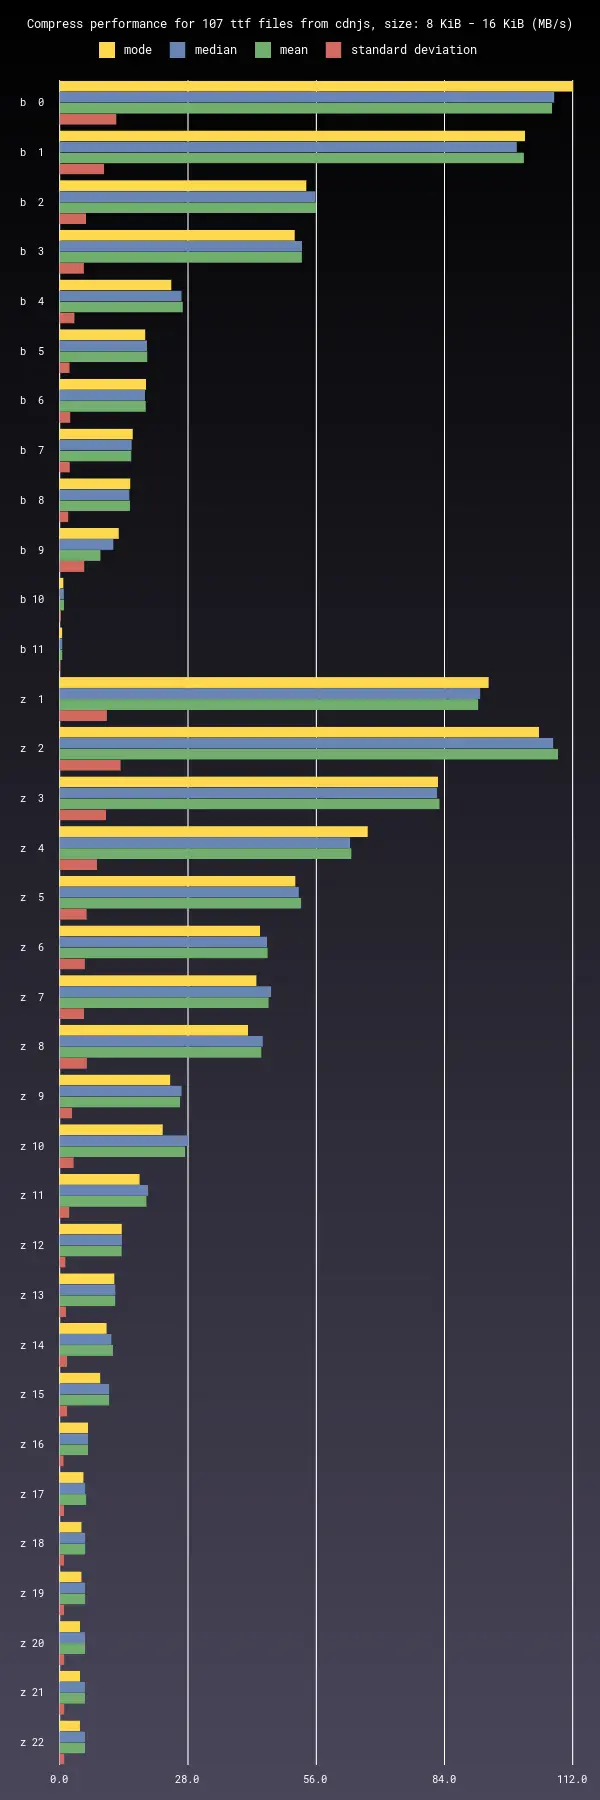 Compress performance for 107 ttf files from cdnjs, size: 8 KiB - 16 KiB (MB/s)
mode median mean standard deviation
b 0
b 1
b 2
b 3
b 4
b 5
b 6
b 7
b 8
b 9
b 10
b 11
z 1
z 2
z 3
z 4
z 5
z 6
z 7
z 8
z 9
z 10
z 11
z 12
z 13
z 14
z 15
z 16
z 17
z 18
z 19
z 20
z 21
z 22
0.0 28.0 56.0 84.0 112.0